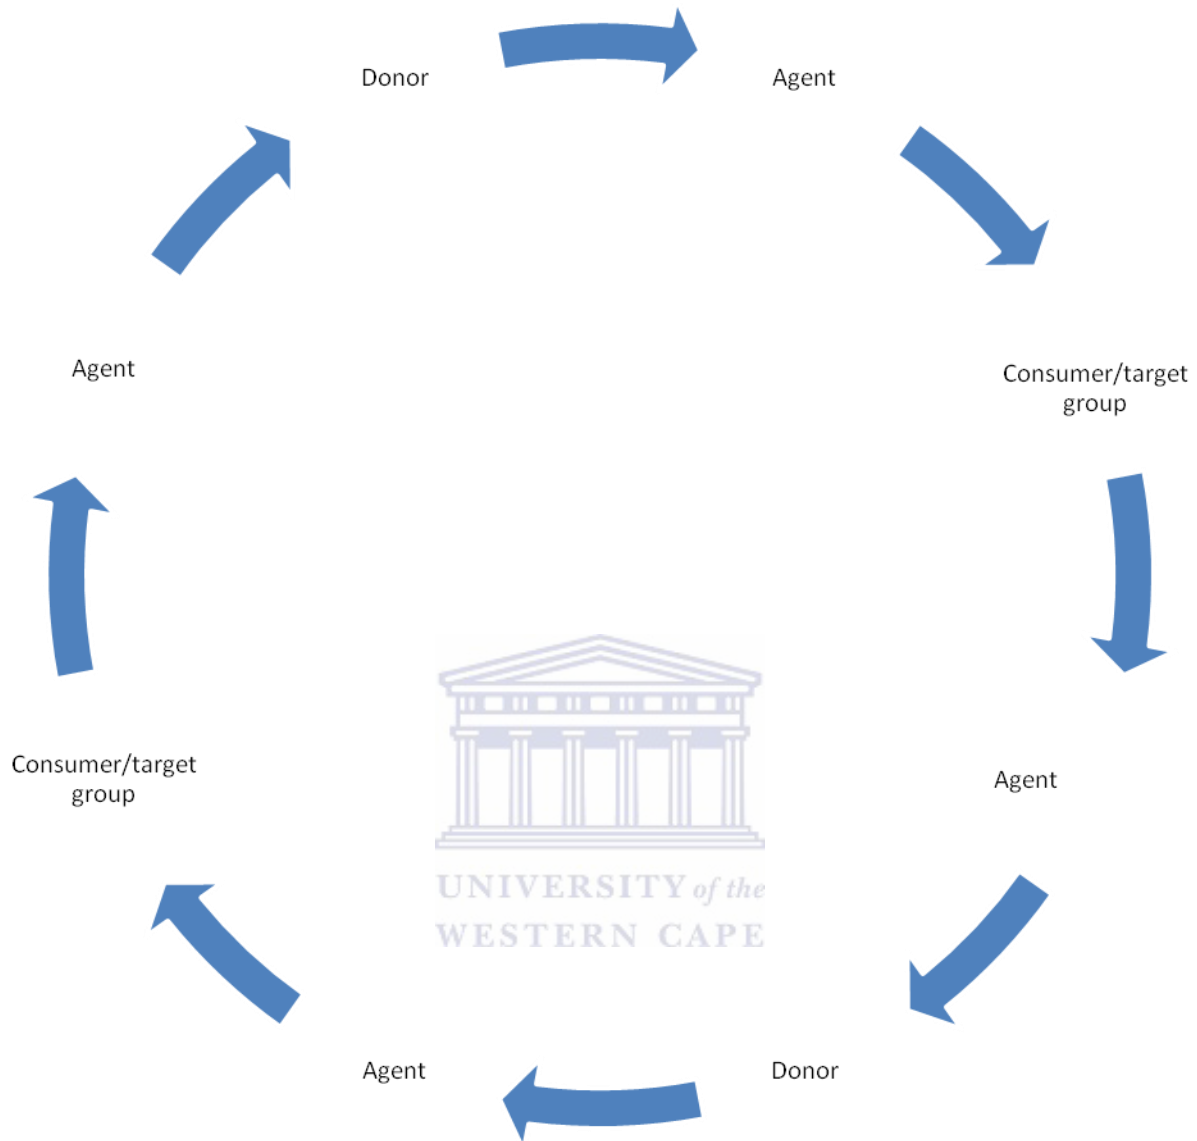 Donor
Agent
Agent
Consumer/target
group
Consumer/target
group
Agent
UNIVERSITY of the
WESTERN CAPE
Agent
Donor